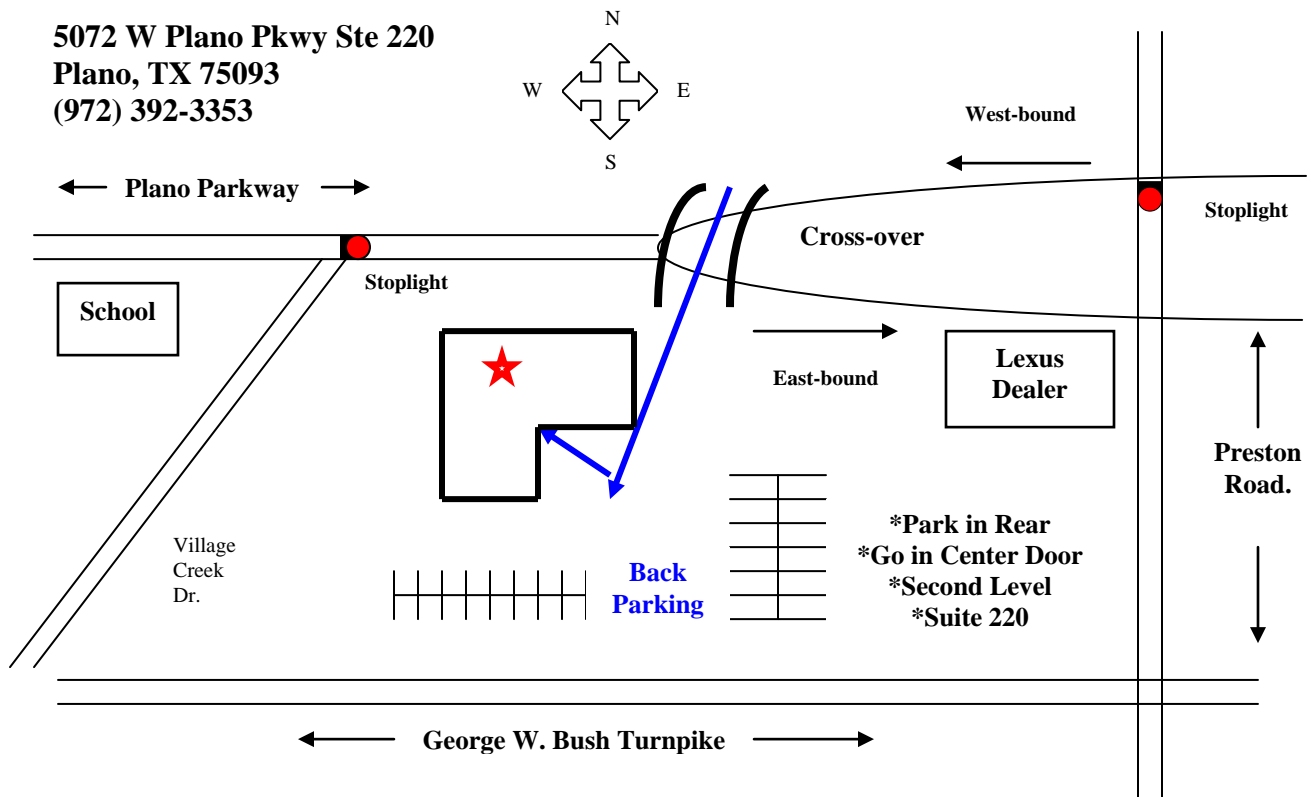 5072 W Plano Pkwy Ste 220
Plano, TX 75093
(972) 392-3353
N
W
E
S
West-bound
Plano Parkway
Stoplight
Cross-over
Stoplight
School
East-bound
Lexus
Dealer
Preston
Road.
Village
Creek
Dr.
Back
Parking
*Park in Rear
*Go in Center Door
*Second Level
*Suite 220
George W. Bush Turnpike